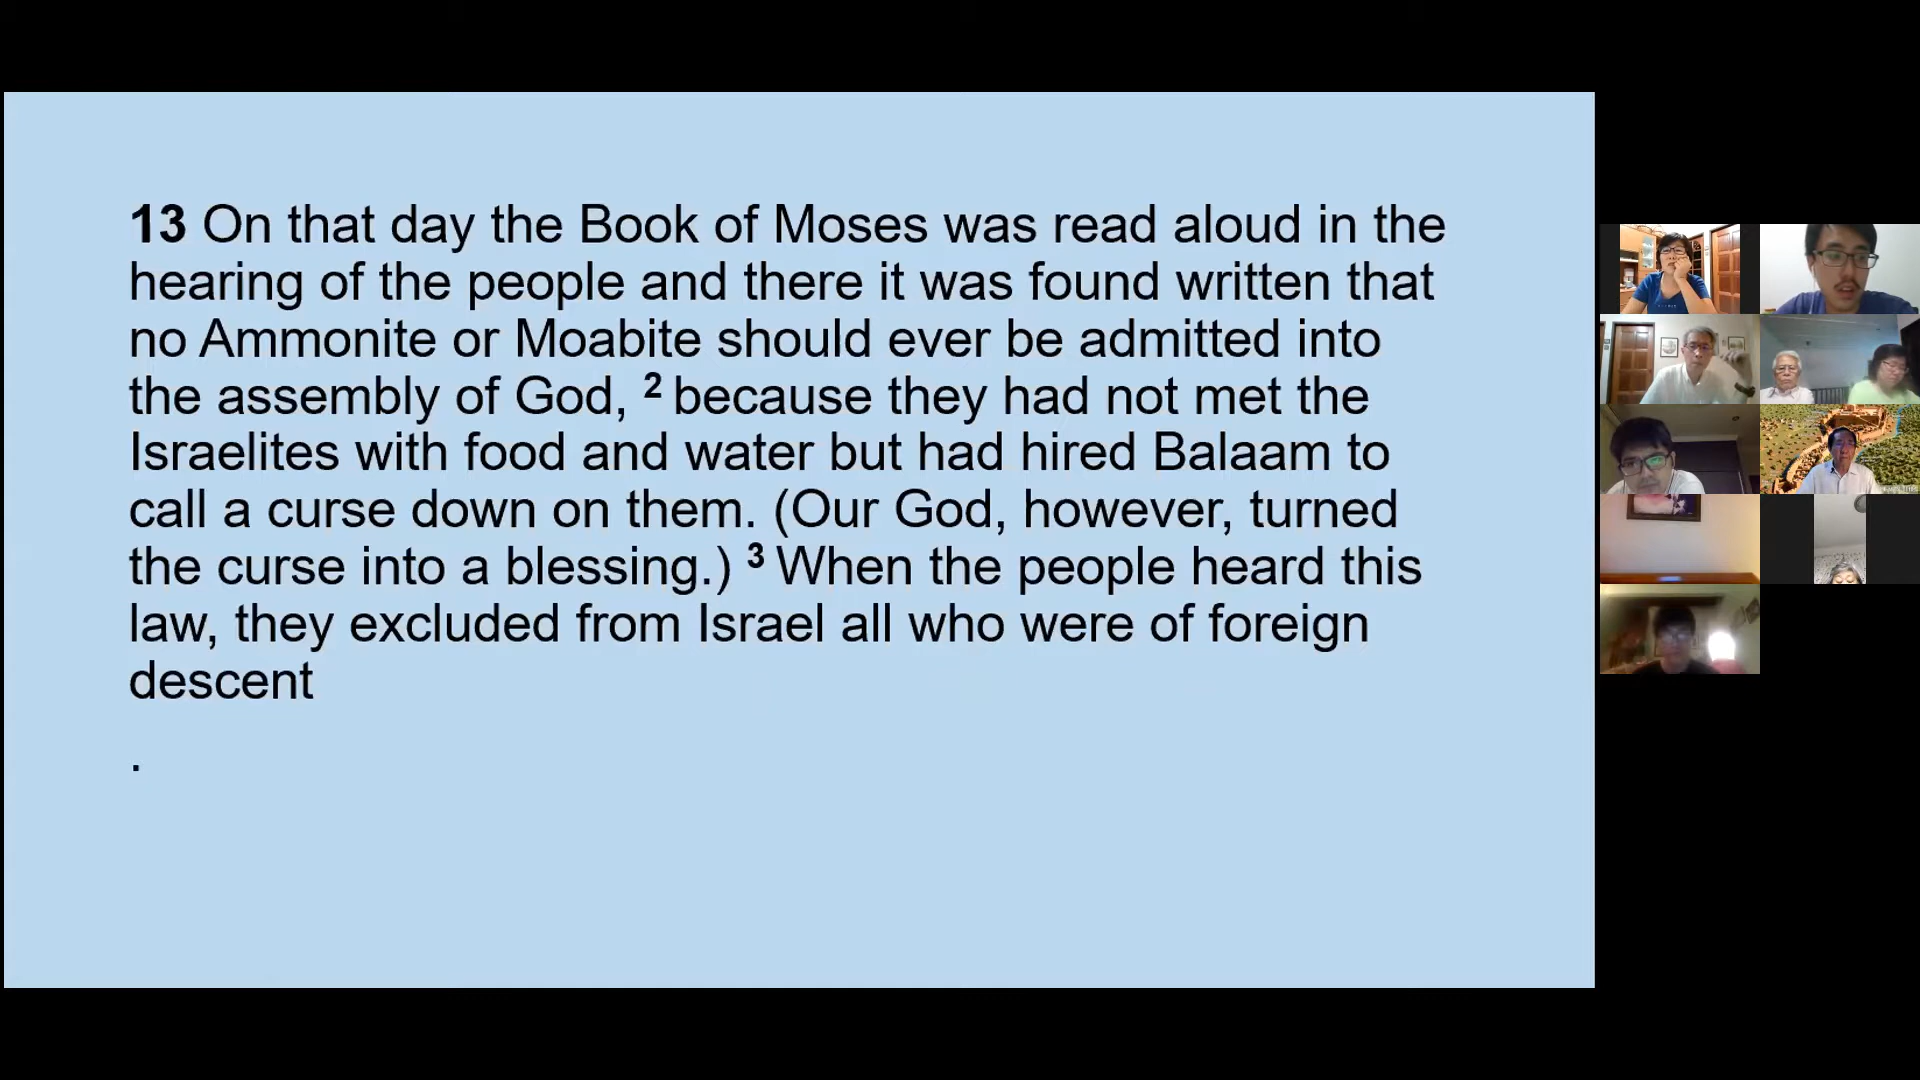 13 On that day the Book of Moses was read aloud in the
hearing of the people and there it was found written that
no Ammonite or Moabite should ever be admitted into
the assembly of God, 2 because they had not met the
Israelites with food and water but had hired Balaam to
call a curse down on them. (Our God, however, turned
the curse into a blessing.) 3 When the people heard this
law, they excluded from Israel all who were of foreign
descent
.